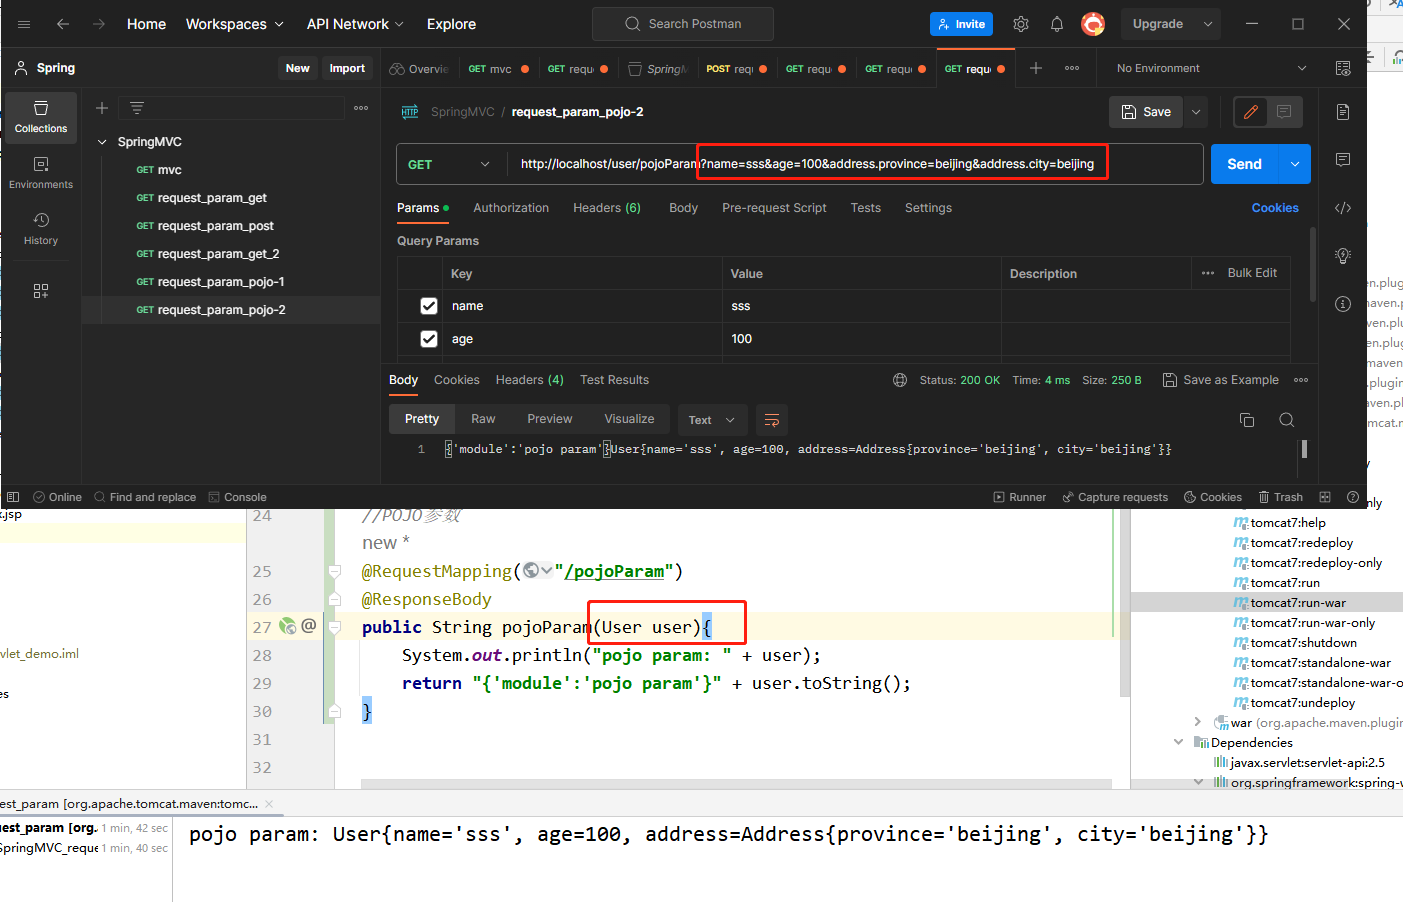 Home Workspaces API Network Explore Search Postman Invite Upgrade
Spring New Import Overvie GET mvc GET requ GET SpringM POST requ GET requ GET requ GET reque No Environment
Collections
Environments
History
SpringMVC
GET mvc
GET request_param_get
GET request_param_post
GET request_param_get_2
GET request_param_pojo-1
GET request_param_pojo-2
HTTP SpringMVC / request_param_pojo-2 Save
GET http://localhost/user/pojoParam?name=sss&age=100&address.province=beijing&address.city=beijing Send
Params Authorization Headers (6) Body Pre-request Script Tests Settings Cookies
Query Params
Key Value Description Bulk Edit
name sss
age 100
Body Cookies Headers (4) Test Results Status: 200 OK Time: 4 ms Size: 250 B Save as Example
Pretty Raw Preview Visualize Text
1 {'module':'pojo param'}User{name='sss', age=100, address=Address{province='beijing', city='beijing'}}
Online Find and replace Console Runner Capture requests Cookies Trash
x.jsp
vlet_demo.iml
es
24 //POJO参数
new *
25 @RequestMapping("/pojoParam")
26 @ResponseBody
27 public String pojoParam(User user){
28 System.out.println("pojo param: " + user);
29 return "{'module':'pojo param'}" + user.toString();
30 }
31
32
en.plug
maven.p
ven.plu
en.plug
maven
.plugin
ven.pl
mcat.m
nly
tomcat7:help
tomcat7:redeploy
tomcat7:redeploy-only
tomcat7:run
tomcat7:run-war
tomcat7:run-war-only
tomcat7:shutdown
tomcat7:standalone-war
tomcat7:standalone-war-o
tomcat7:undeploy
war (org.apache.maven.plugin
Dependencies
javax.servlet:servlet-api:2.5
org.springframework:spring-w
est_param [org.apache.tomcat.maven:tomc...
uest_param [org. 1 min, 42 sec
SpringMVC_reque 1 min, 40 sec
pojo param: User{name='sss', age=100, address=Address{province='beijing', city='beijing'}}